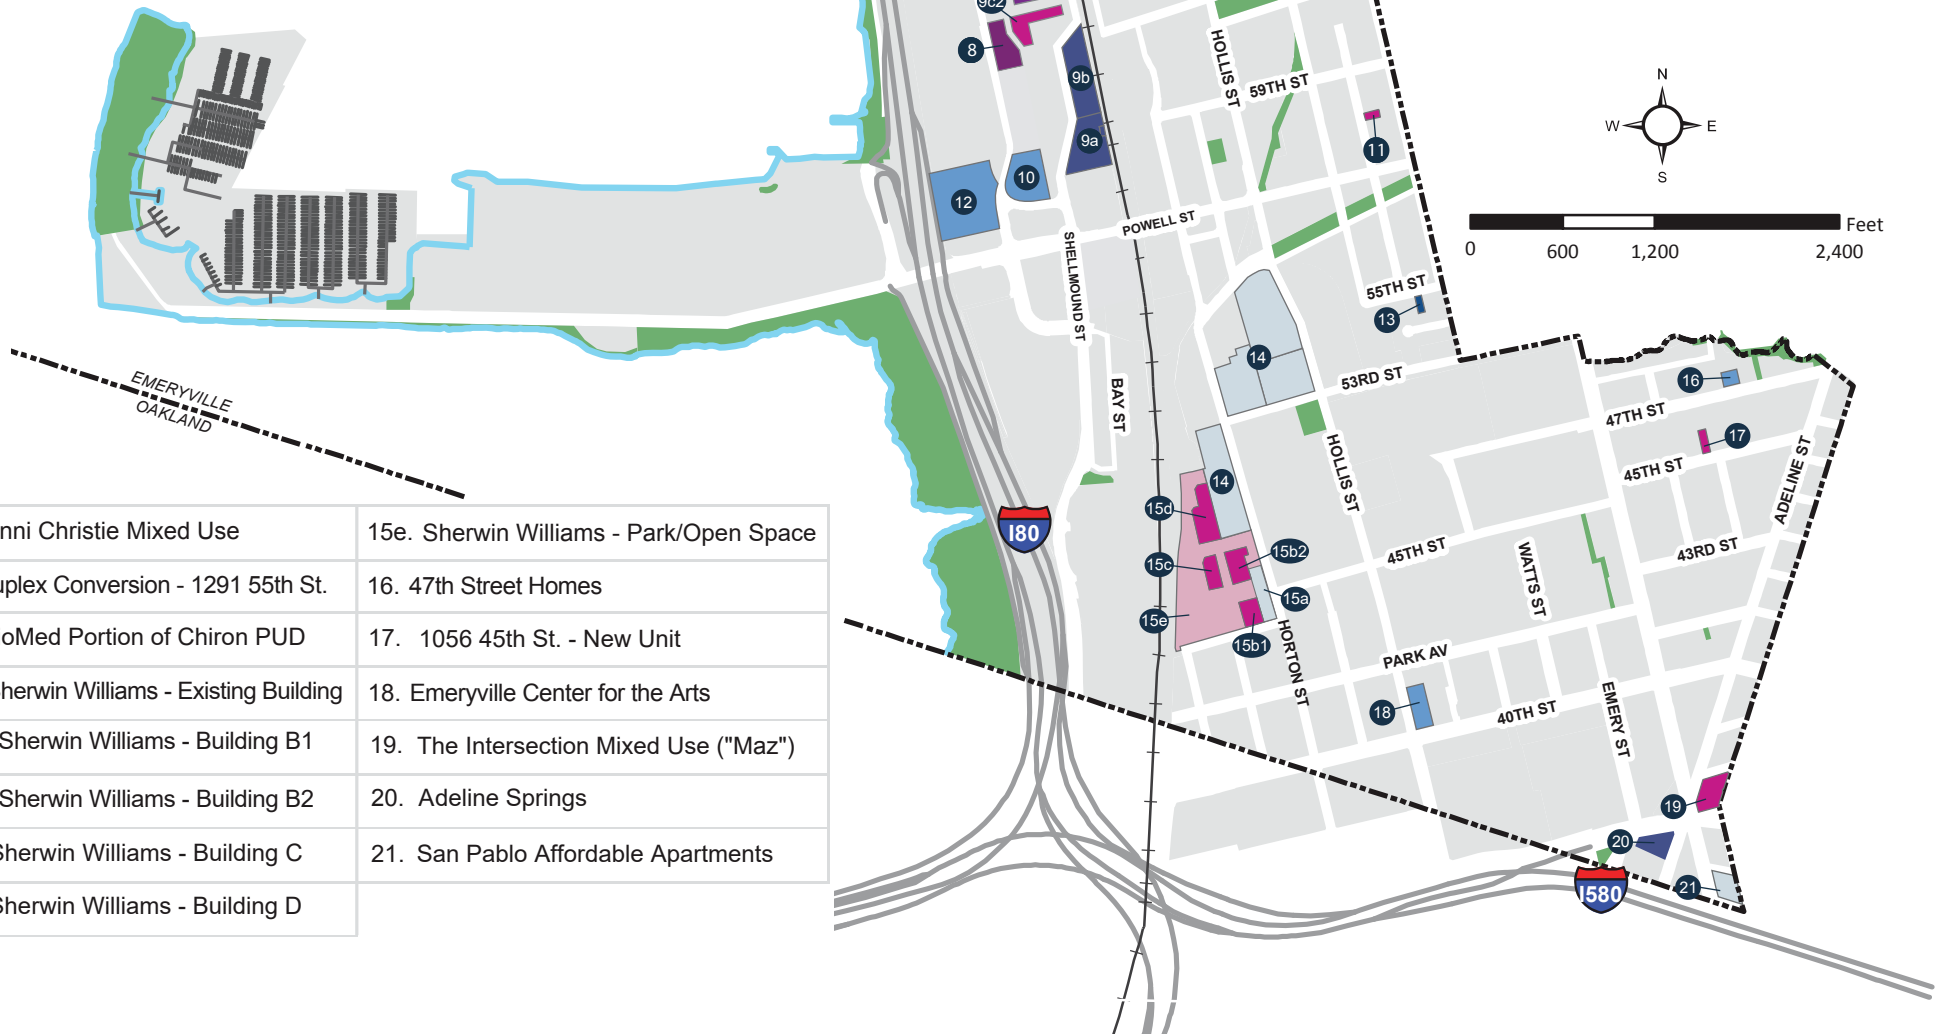 9c2
8
9b
9a
HOLLIS ST
59TH ST
11
N
W
E
S
Feet
0
600
1,200
2,400
12
10
SHELLMOUND ST
POWELL ST
55TH ST
13
14
53RD ST
BAY ST
EMERYVILLE
OAKLAND
16
47TH ST
17
45TH ST
ADELINE ST
43RD ST
HOLLIS ST
45TH ST
WATTS ST
14
15d
15c
15b2
15a
15e
15b1
I80
HORTON ST
PARK AV
18
40TH ST
EMERY ST
19
20
21
I580
nni Christie Mixed Use
uplex Conversion - 1291 55th St.
oMed Portion of Chiron PUD
Sherwin Williams - Existing Building
Sherwin Williams - Building B1
Sherwin Williams - Building B2
Sherwin Williams - Building C
Sherwin Williams - Building D
15e. Sherwin Williams - Park/Open Space
16. 47th Street Homes
17. 1056 45th St. - New Unit
18. Emeryville Center for the Arts
19. The Intersection Mixed Use ("Maz")
20. Adeline Springs
21. San Pablo Affordable Apartments